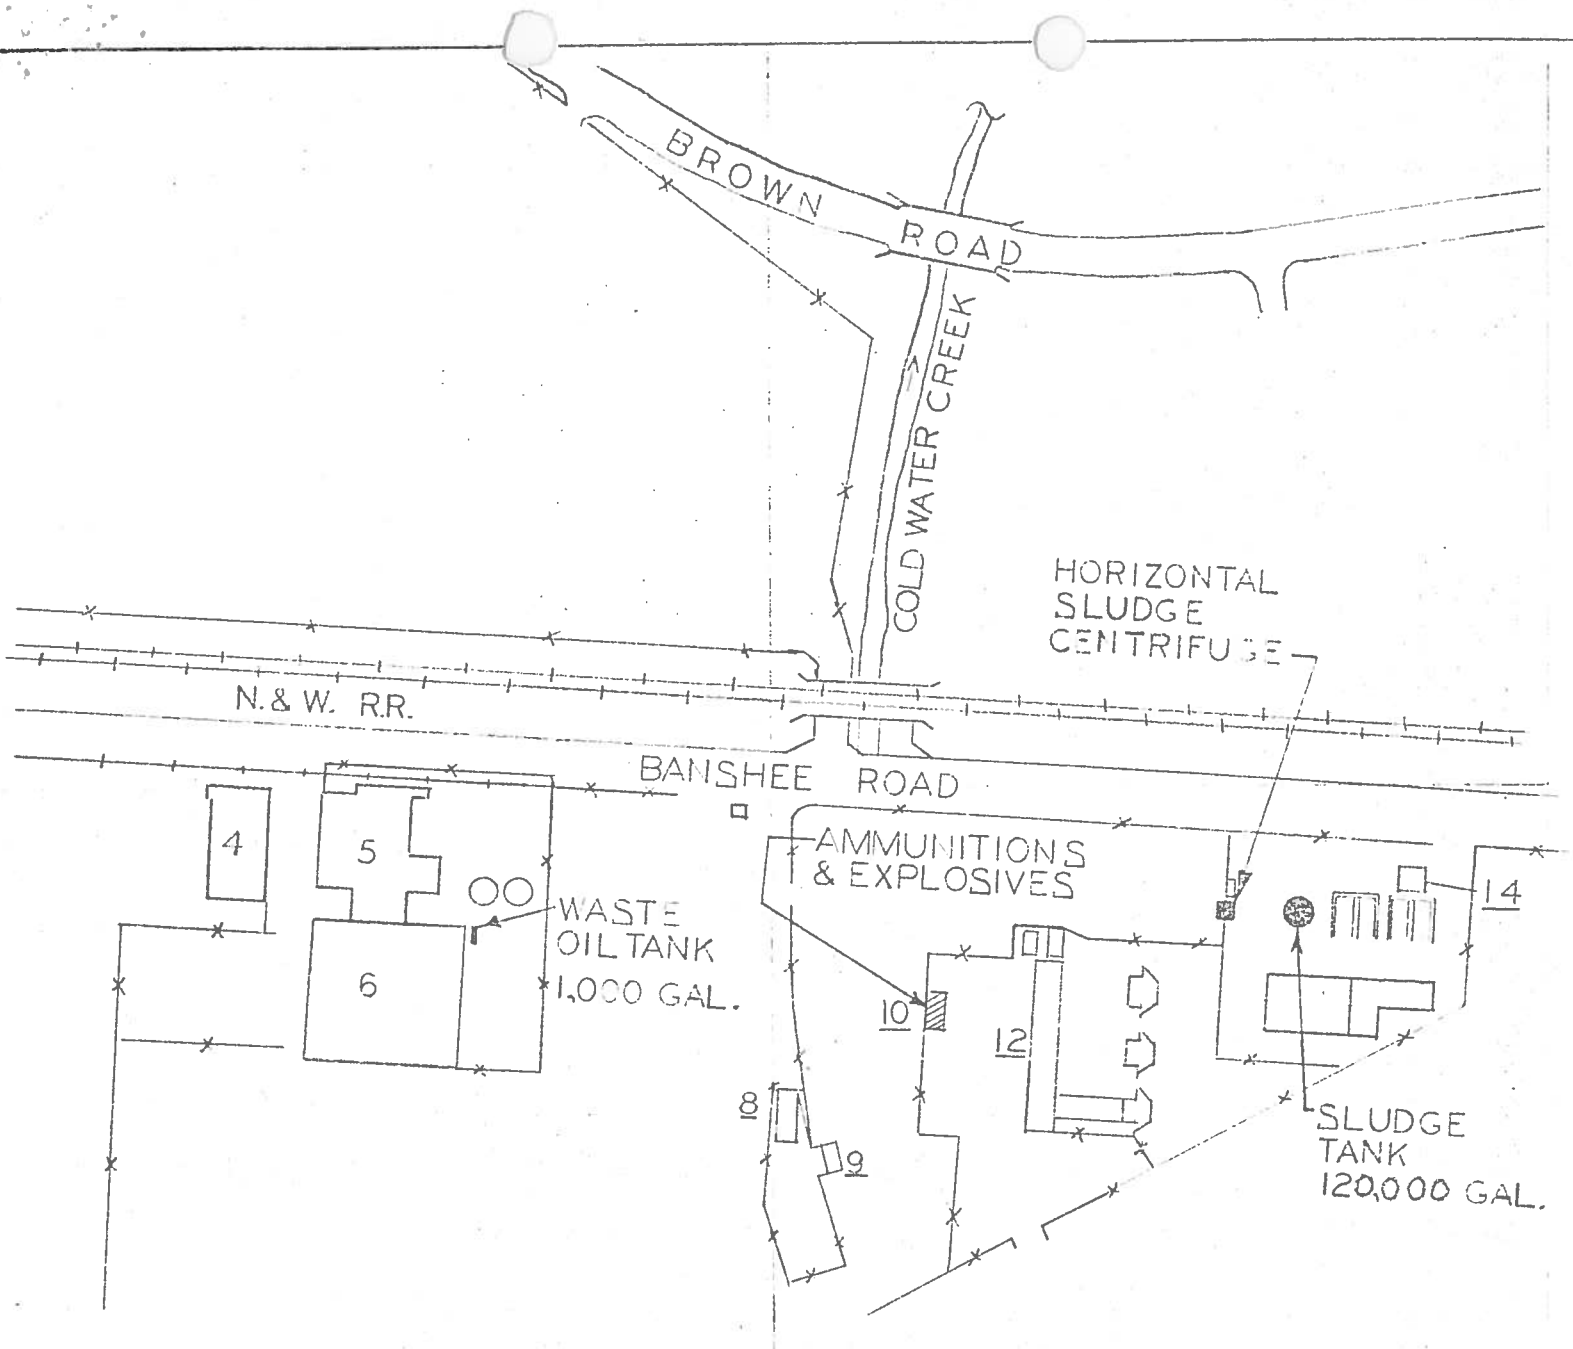 BROWN
ROAD
COLD WATER CREEK
HORIZONTAL
SLUDGE
CENTRIFUGE
N. & W. R.R.
BANSHEE ROAD
4
5
6
AMMUNITIONS
& EXPLOSIVES
14
WASTE
OIL TANK
1,000 GAL.
10
12
8
9
SLUDGE
TANK
120,000 GAL.